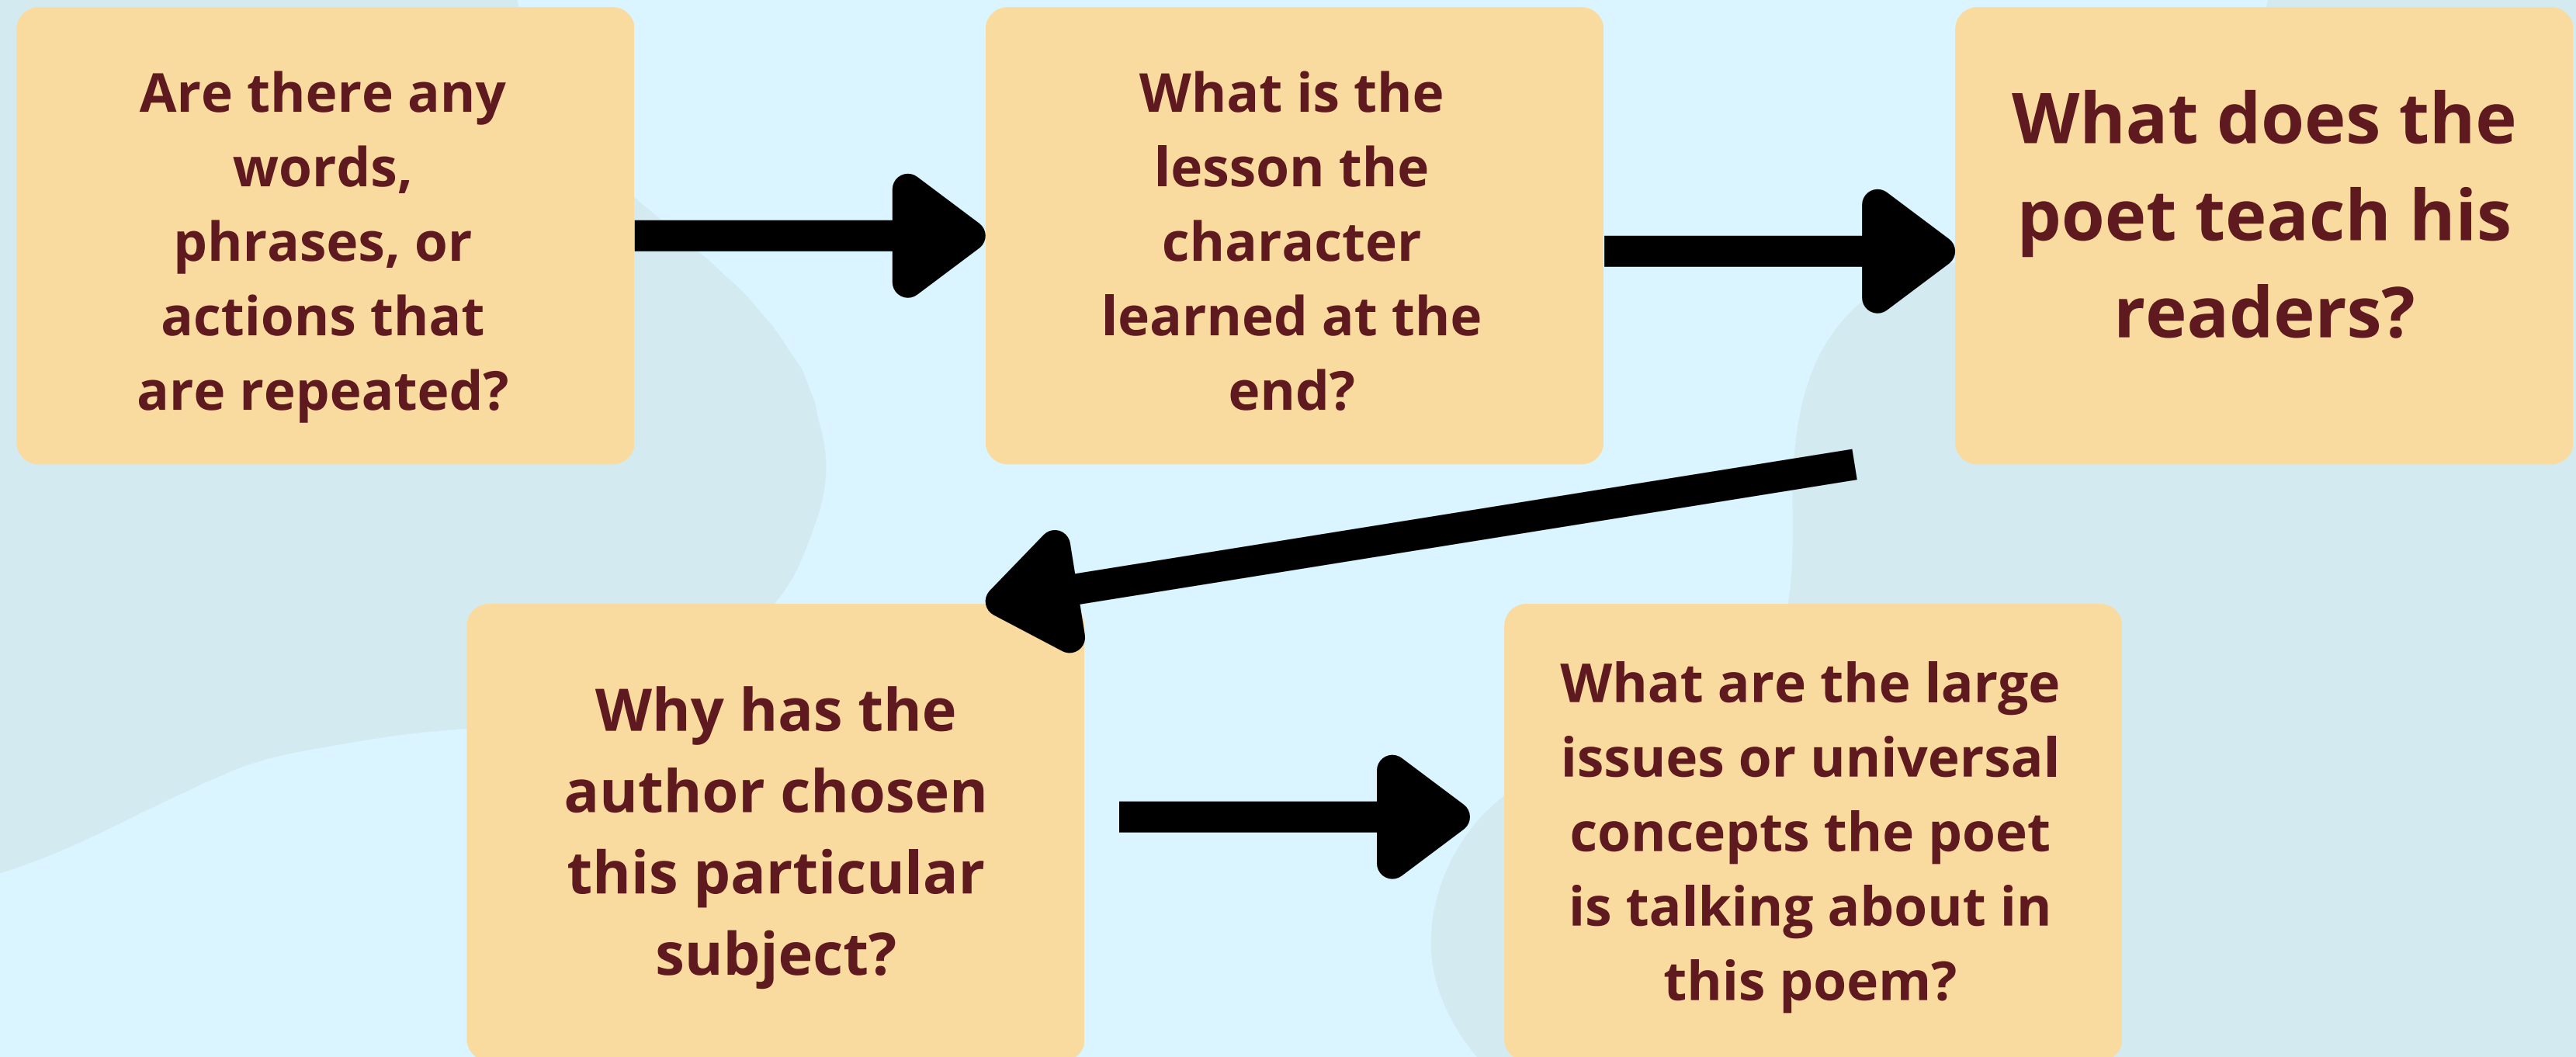 Are there any
words,
phrases, or
actions that
are repeated?
What is the
lesson the
character
learned at the
end?
What does the
poet teach his
readers?
Why has the
author chosen
this particular
subject?
What are the large
issues or universal
concepts the poet
is talking about in
this poem?